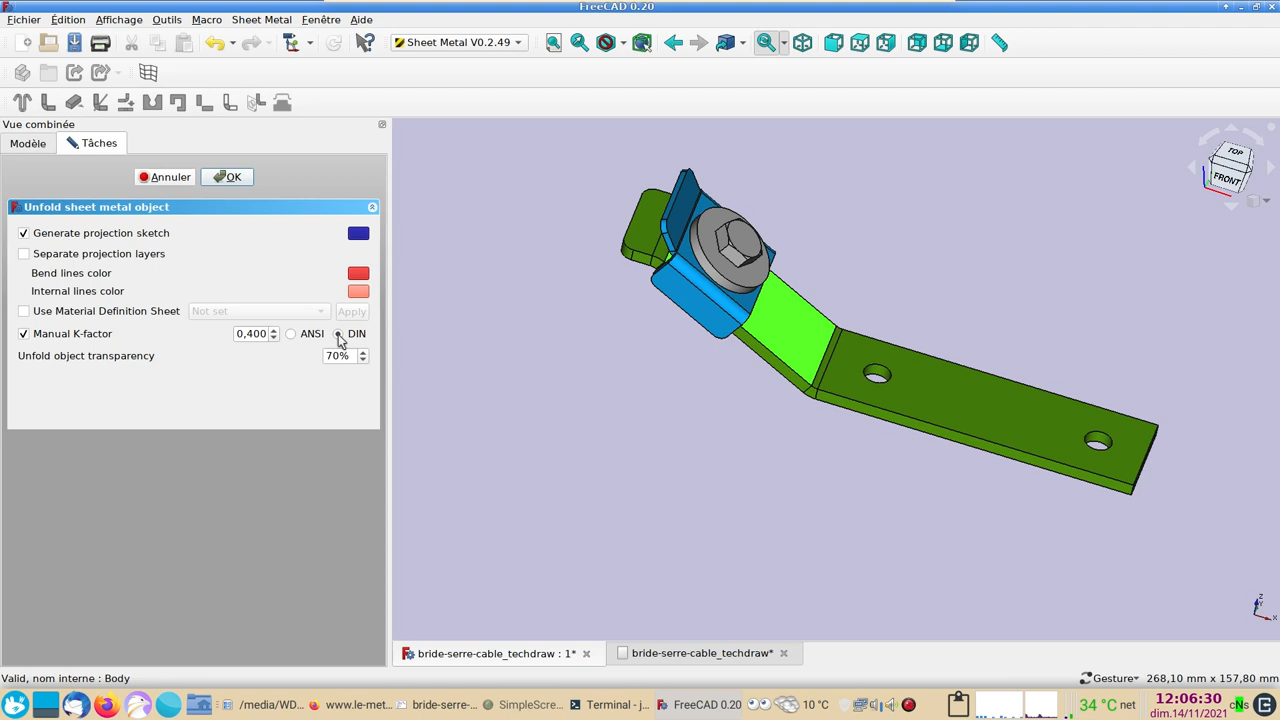 FreeCAD 0.20
Fichier Édition Affichage Outils Macro Sheet Metal Fenêtre Aide
Sheet Metal V0.2.49
Vue combinée
Modèle Tâches
Annuler OK
Unfold sheet metal object
Generate projection sketch
Separate projection layers
Bend lines color
Internal lines color
Use Material Definition Sheet Not set Apply
Manual K-factor 0,400 ANSI DIN
Unfold object transparency 70%
TOP
FRONT
Z
Y
X
bride-serre-cable_techdraw : 1* bride-serre-cable_techdraw*
Valid, nom interne : Body Gesture 268,10 mm x 157,80 mm
/media/WD... www.le-met... bride-serre-... SimpleScre... Terminal - j... FreeCAD 0.20 10 °C 34 °C net 12:06:30 cNs
dim.14/11/2021